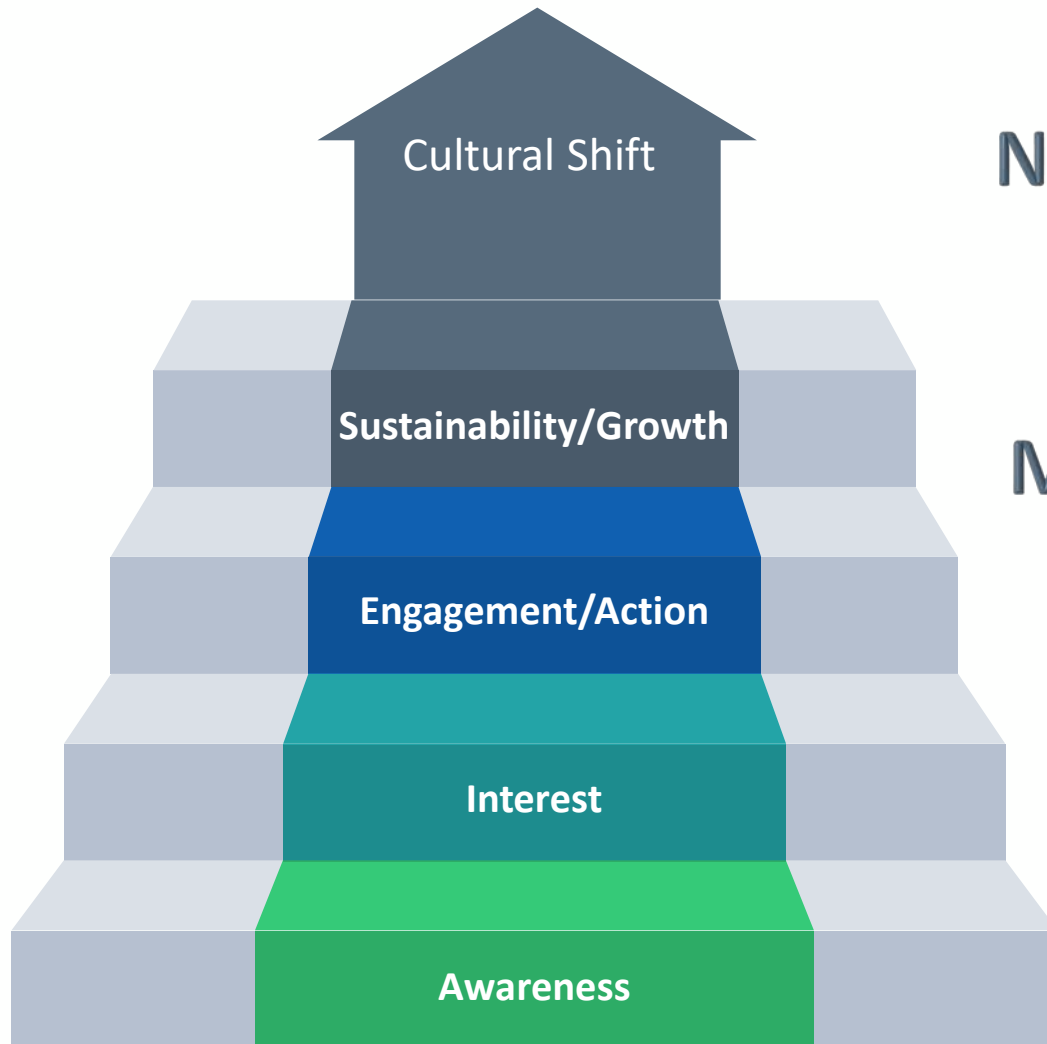 Cultural Shift
N
Sustainability/Growth
M
Engagement/Action
Interest
Awareness